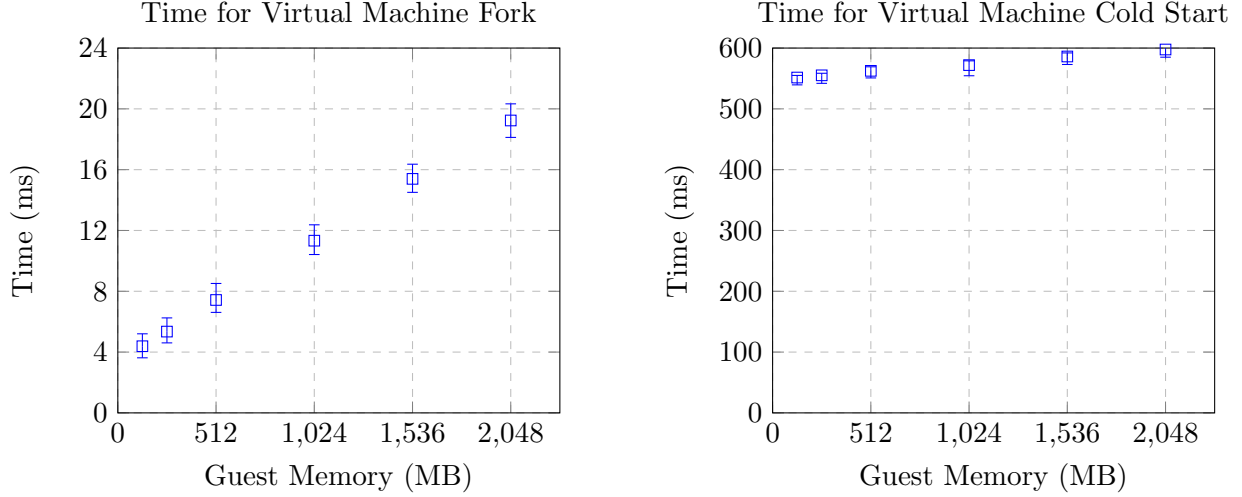 Time for Virtual Machine Fork
24
20
16
12
8
4
0
Time (ms)
0 512 1,024 1,536 2,048
Guest Memory (MB)
Time for Virtual Machine Cold Start
600
500
400
300
200
100
0
Time (ms)
0 512 1,024 1,536 2,048
Guest Memory (MB)